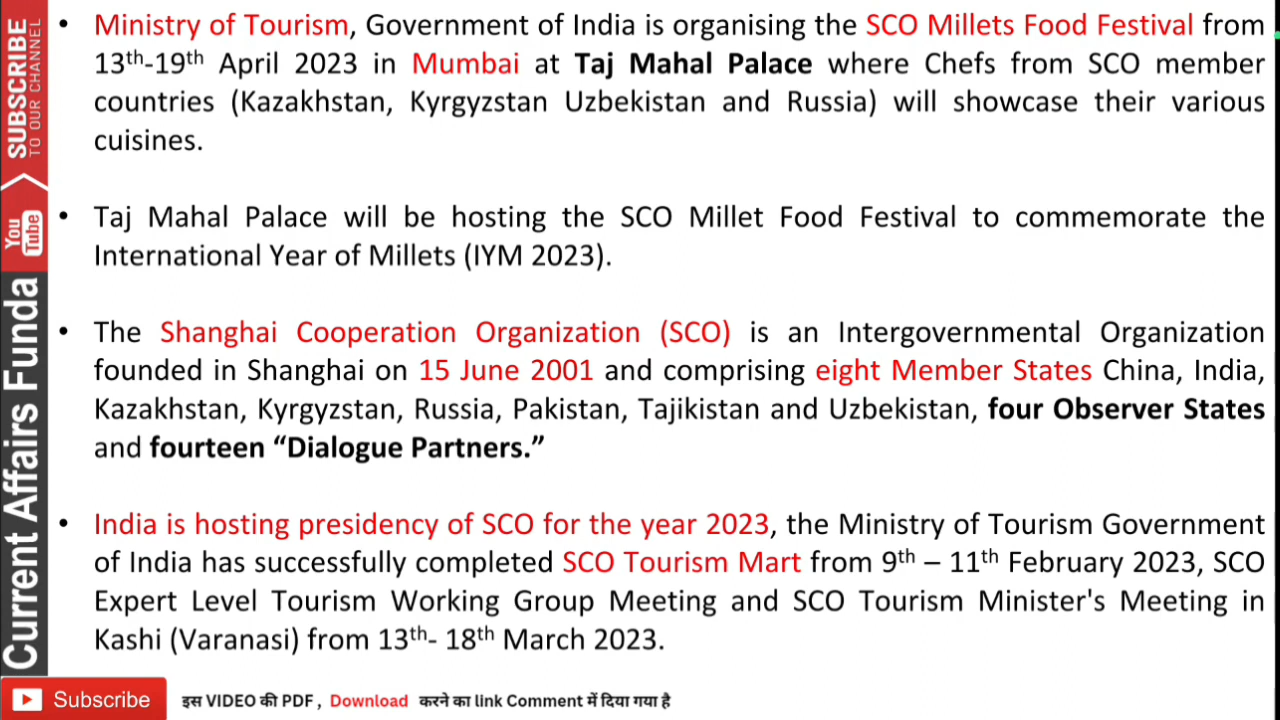 • Ministry of Tourism, Government of India is organising the SCO Millets Food Festival from
13th-19th April 2023 in Mumbai at Taj Mahal Palace where Chefs from SCO member
countries (Kazakhstan, Kyrgyzstan Uzbekistan and Russia) will showcase their various
cuisines.
• Taj Mahal Palace will be hosting the SCO Millet Food Festival to commemorate the
International Year of Millets (IYM 2023).
• The Shanghai Cooperation Organization (SCO) is an Intergovernmental Organization
founded in Shanghai on 15 June 2001 and comprising eight Member States China, India,
Kazakhstan, Kyrgyzstan, Russia, Pakistan, Tajikistan and Uzbekistan, four Observer States
and fourteen “Dialogue Partners.”
• India is hosting presidency of SCO for the year 2023, the Ministry of Tourism Government
of India has successfully completed SCO Tourism Mart from 9th – 11th February 2023, SCO
Expert Level Tourism Working Group Meeting and SCO Tourism Minister's Meeting in
Kashi (Varanasi) from 13th- 18th March 2023.
SUBSCRIBE
TO OUR CHANNEL
You
Tube
Current Affairs Funda
Subscribe
इस VIDEO की PDF , Download करने का link Comment में दिया गया है